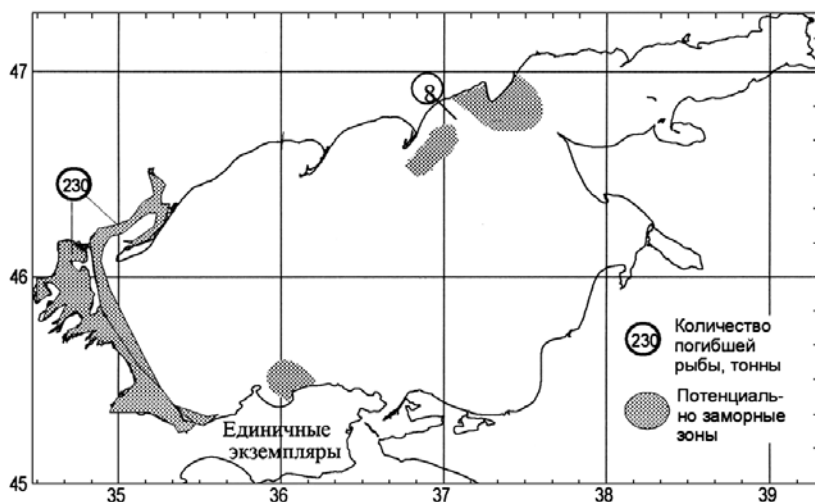 47
8
230
46
230
Количество
погибшей
рыбы, тонны
Потенциаль-
но заморные
зоны
Единичные
экземпляры
45
35
36
37
38
39